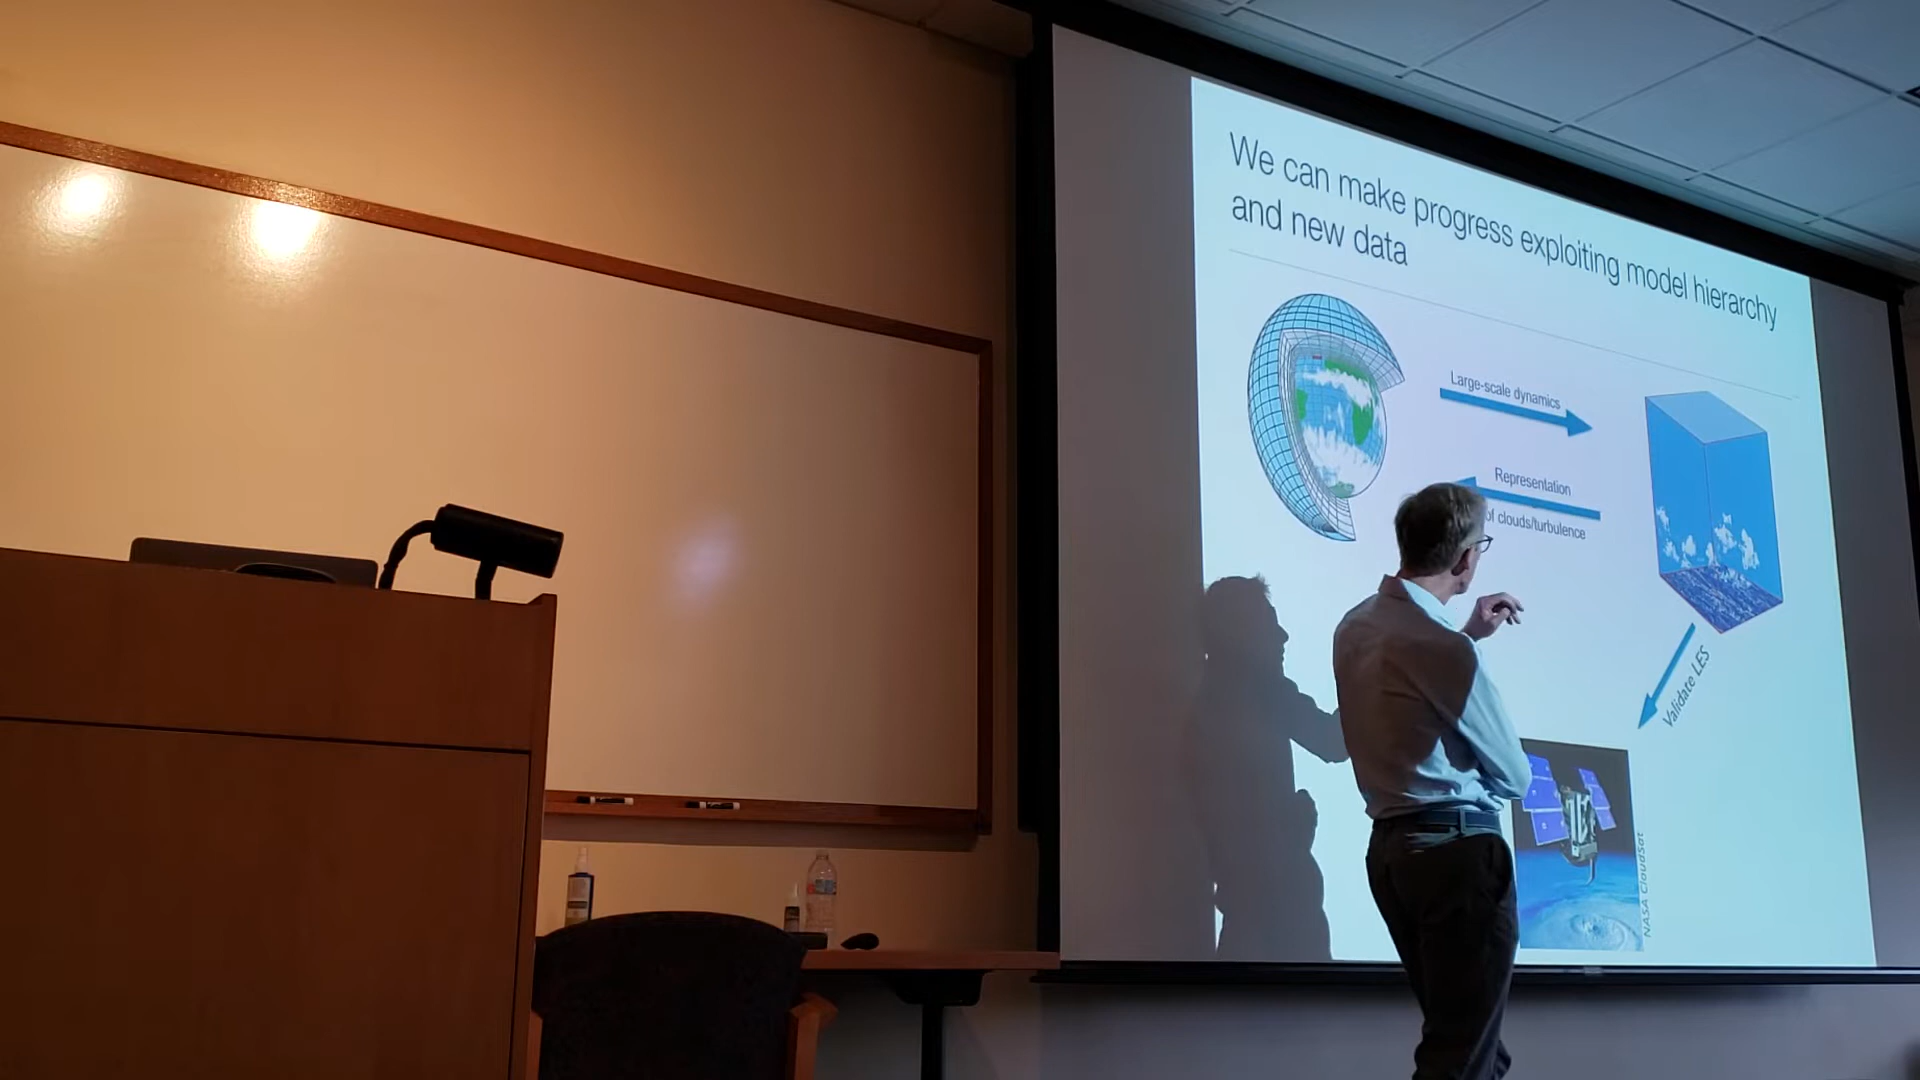 We can make progress exploiting model hierarchy
and new data
Large-scale dynamics
Representation
of clouds/turbulence
Validate LES
NASA CloudSat